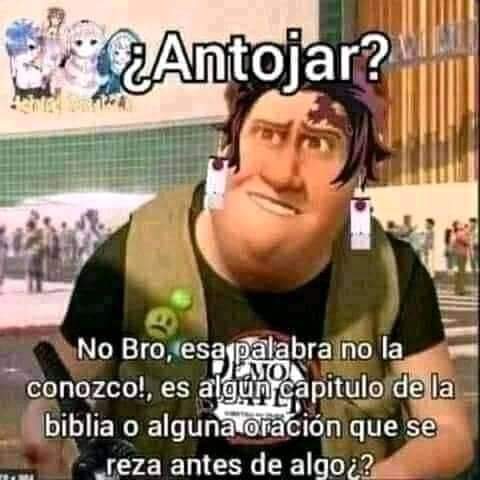 ¿Antojar?
No Bro, esa palabra no la
conozco!, es algún capitulo de la
biblia o alguna oración que se
reza antes de algo¿?